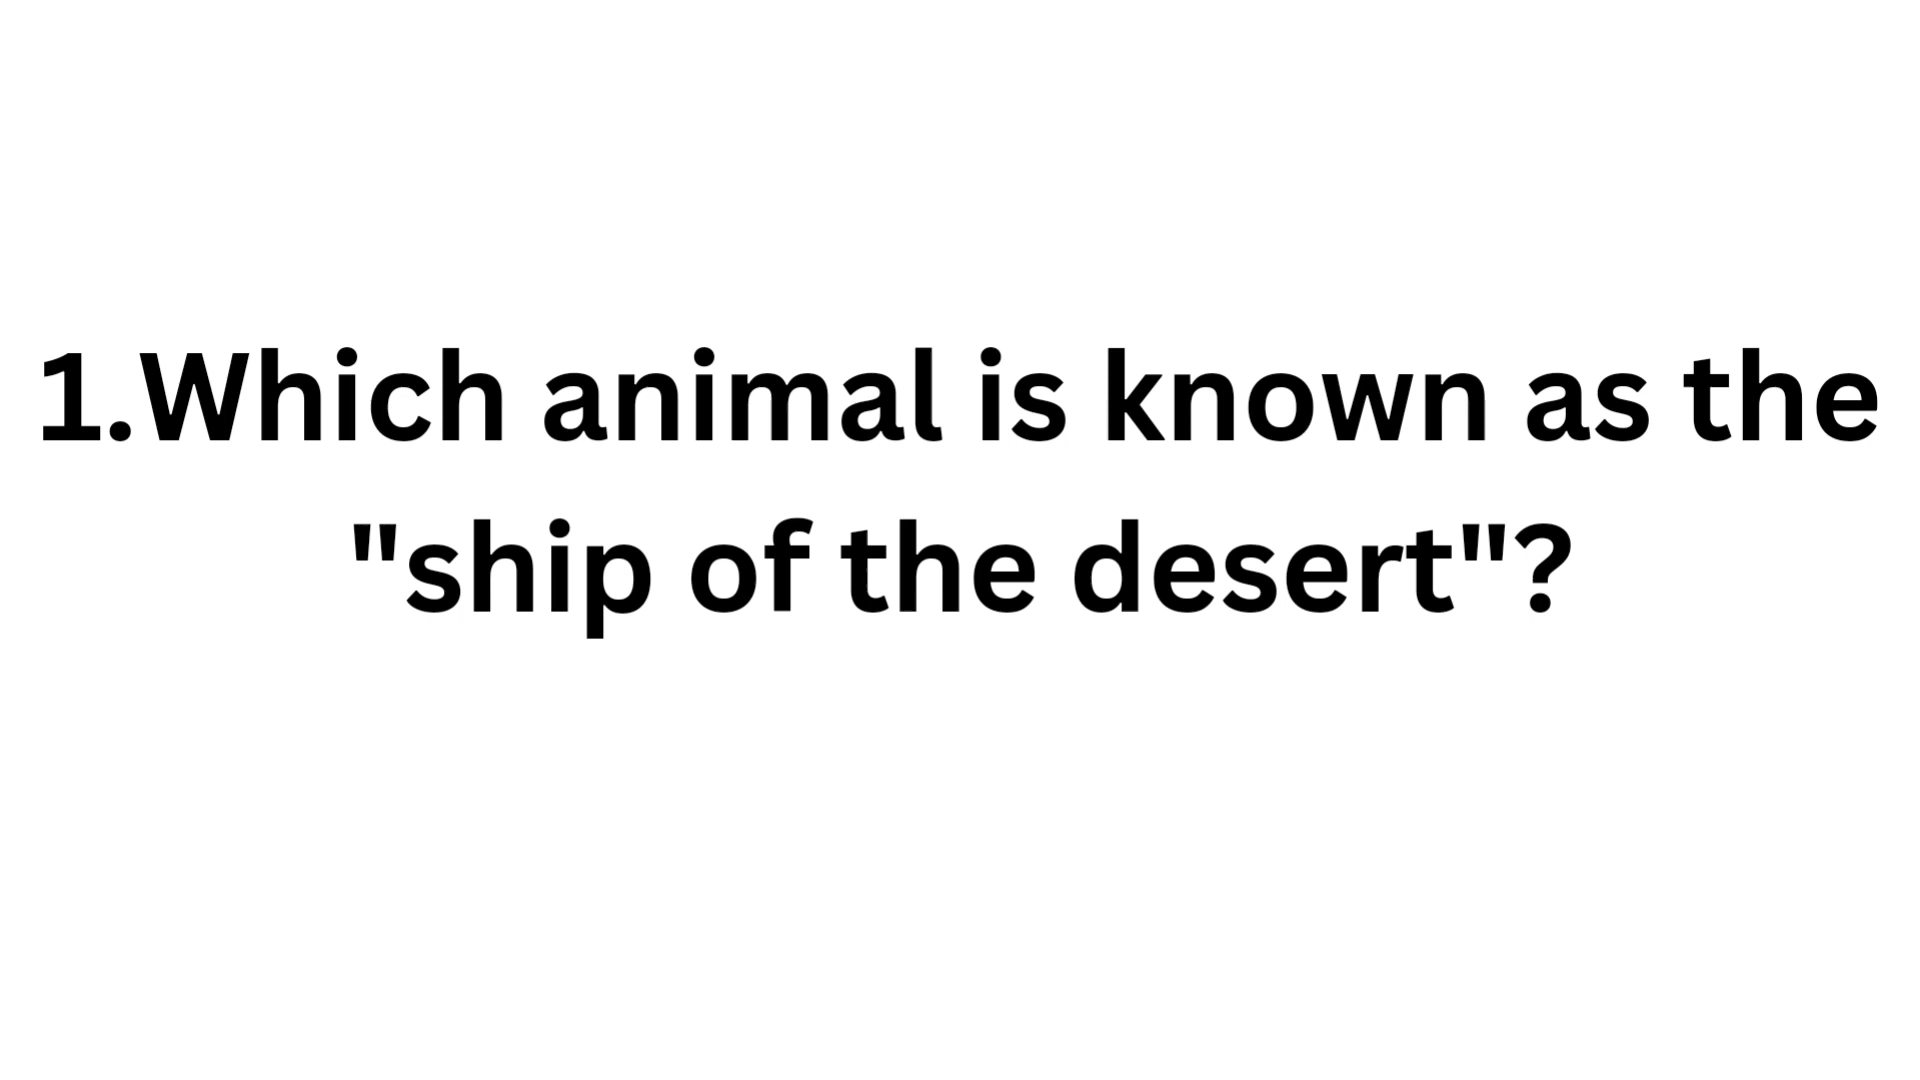 1.Which animal is known as the
"ship of the desert"?